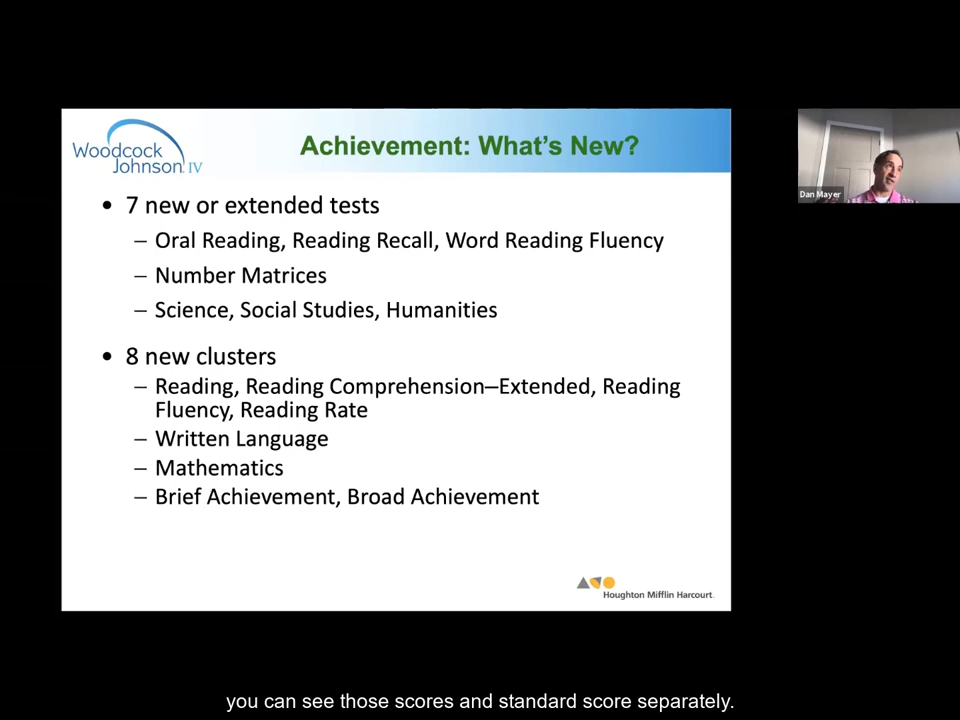 Woodcock
Johnson IV
Achievement: What's New?
• 7 new or extended tests
– Oral Reading, Reading Recall, Word Reading Fluency
– Number Matrices
– Science, Social Studies, Humanities
• 8 new clusters
– Reading, Reading Comprehension–Extended, Reading
Fluency, Reading Rate
– Written Language
– Mathematics
– Brief Achievement, Broad Achievement
Houghton Mifflin Harcourt
Dan Mayer
you can see those scores and standard score separately.